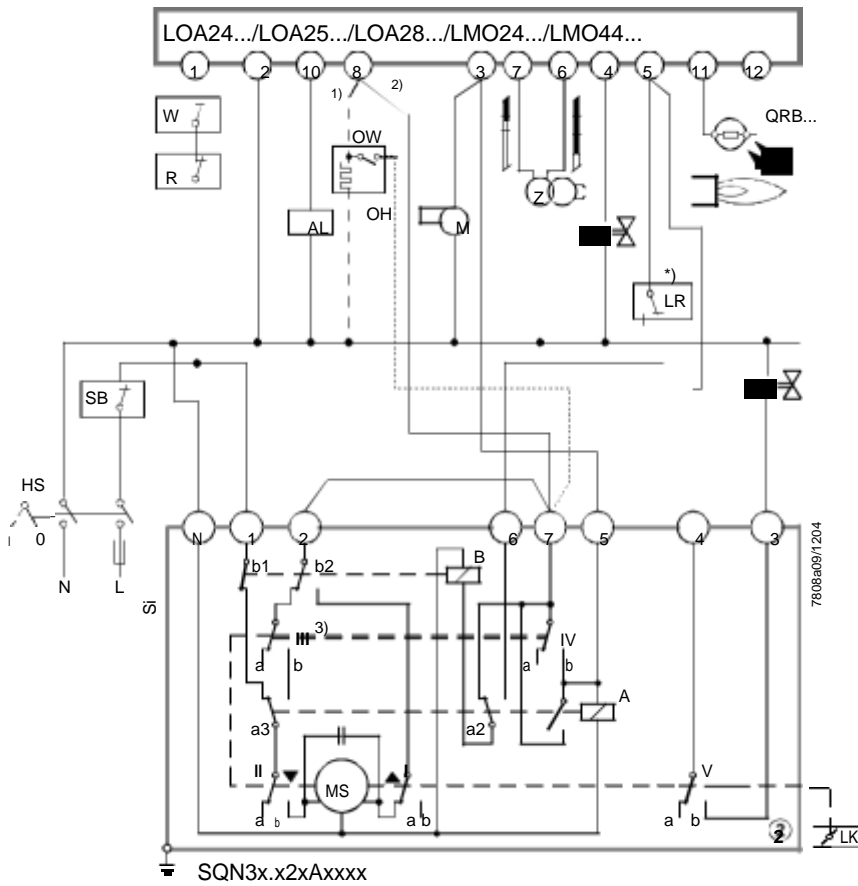 LOA24.../LOA25.../LOA28.../LMO24.../LMO44...
1 2 10 8 3 7 6 4 5 11 12
1) 2)
W
OW
QRB...
R
OH
Z
AL
M
*)
LR
SB
HS
I 0
N L
N 1 2 6 7 5 4 3
7808a09/1204
Si
b1 b2 B
III 3) IV
a b a b
A
a3 a2
II I V
MS
a b a b a b
2
LK
SQN3x.x2xAxxxx